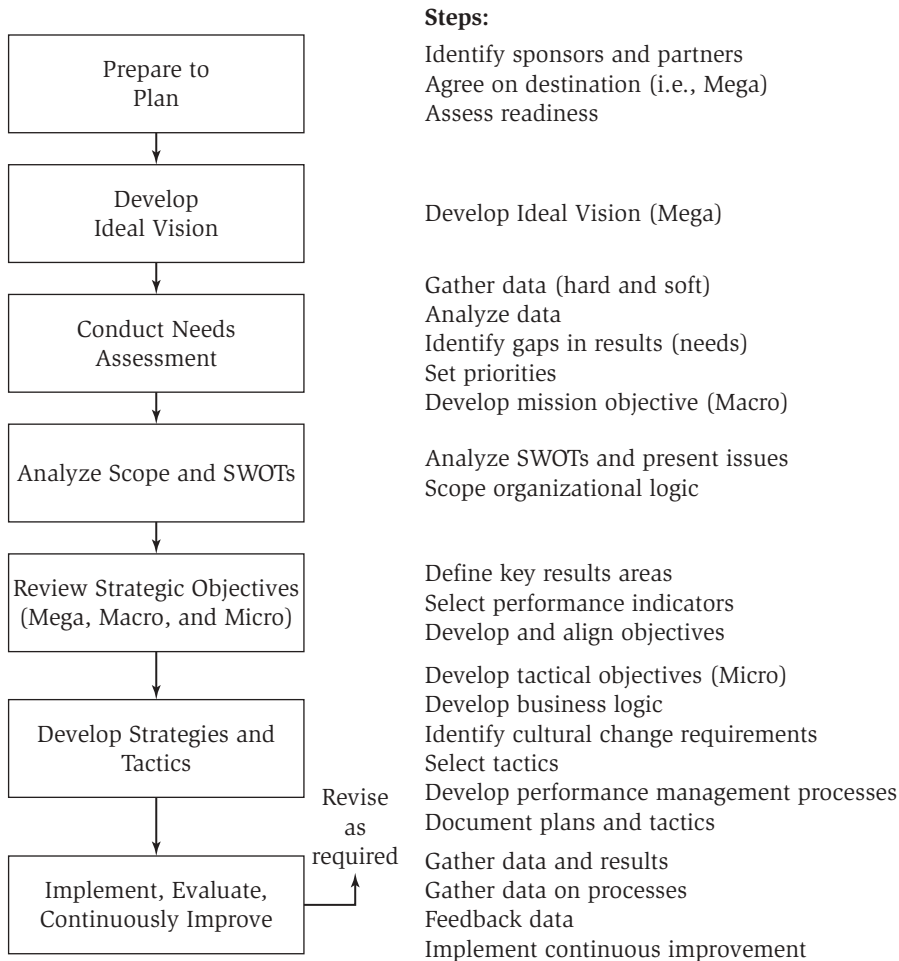 Steps:
Prepare to
Plan
Identify sponsors and partners
Agree on destination (i.e., Mega)
Assess readiness
Develop
Ideal Vision
Develop Ideal Vision (Mega)
Conduct Needs
Assessment
Gather data (hard and soft)
Analyze data
Identify gaps in results (needs)
Set priorities
Develop mission objective (Macro)
Analyze Scope and SWOTs
Analyze SWOTs and present issues
Scope organizational logic
Review Strategic Objectives
(Mega, Macro, and Micro)
Define key results areas
Select performance indicators
Develop and align objectives
Develop Strategies and
Tactics
Develop tactical objectives (Micro)
Develop business logic
Identify cultural change requirements
Select tactics
Develop performance management processes
Document plans and tactics
Revise
as
required
Implement, Evaluate,
Continuously Improve
Gather data and results
Gather data on processes
Feedback data
Implement continuous improvement